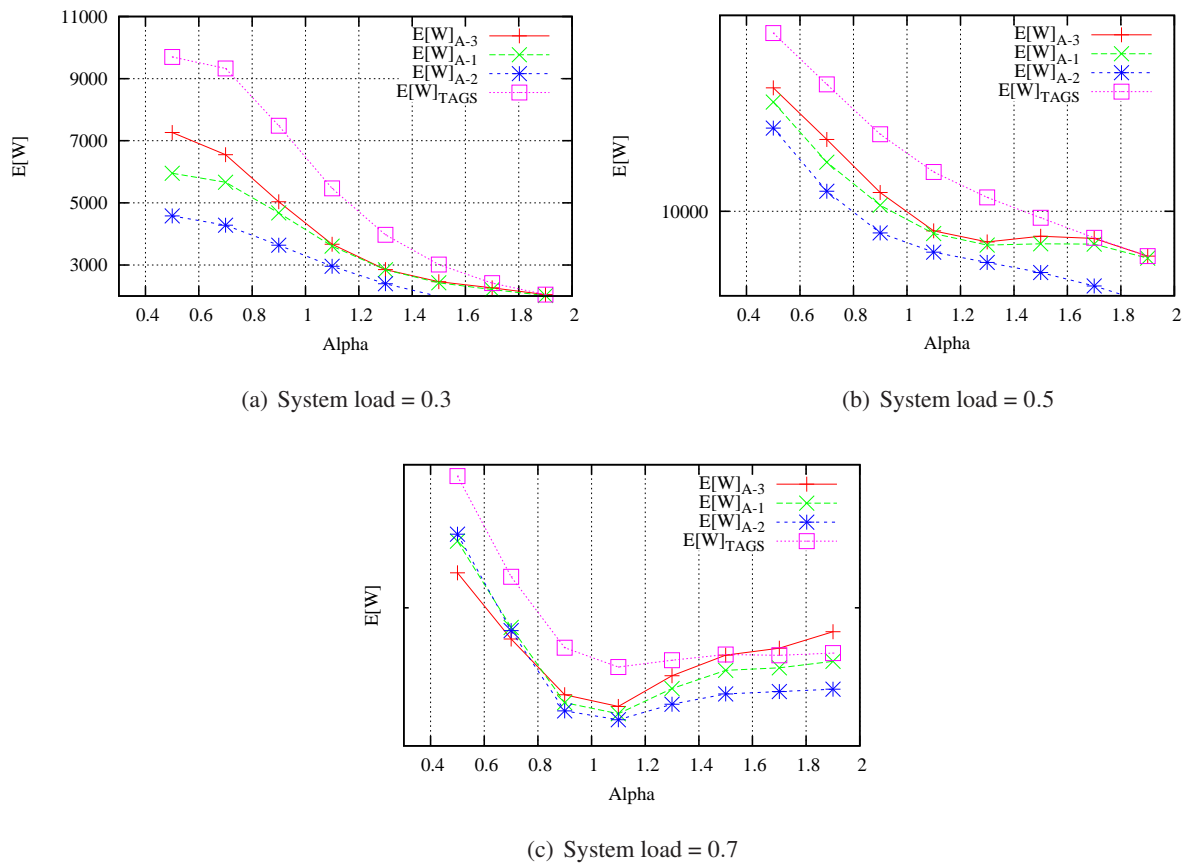 11000
9000
7000
5000
3000
E[W]
0.4 0.6 0.8 1 1.2 1.4 1.6 1.8 2
Alpha
E[W]A-3
E[W]A-1
E[W]A-2
E[W]TAGS
(a) System load = 0.3
10000
E[W]
0.4 0.6 0.8 1 1.2 1.4 1.6 1.8 2
Alpha
E[W]A-3
E[W]A-1
E[W]A-2
E[W]TAGS
(b) System load = 0.5
E[W]
0.4 0.6 0.8 1 1.2 1.4 1.6 1.8 2
Alpha
E[W]A-3
E[W]A-1
E[W]A-2
E[W]TAGS
(c) System load = 0.7